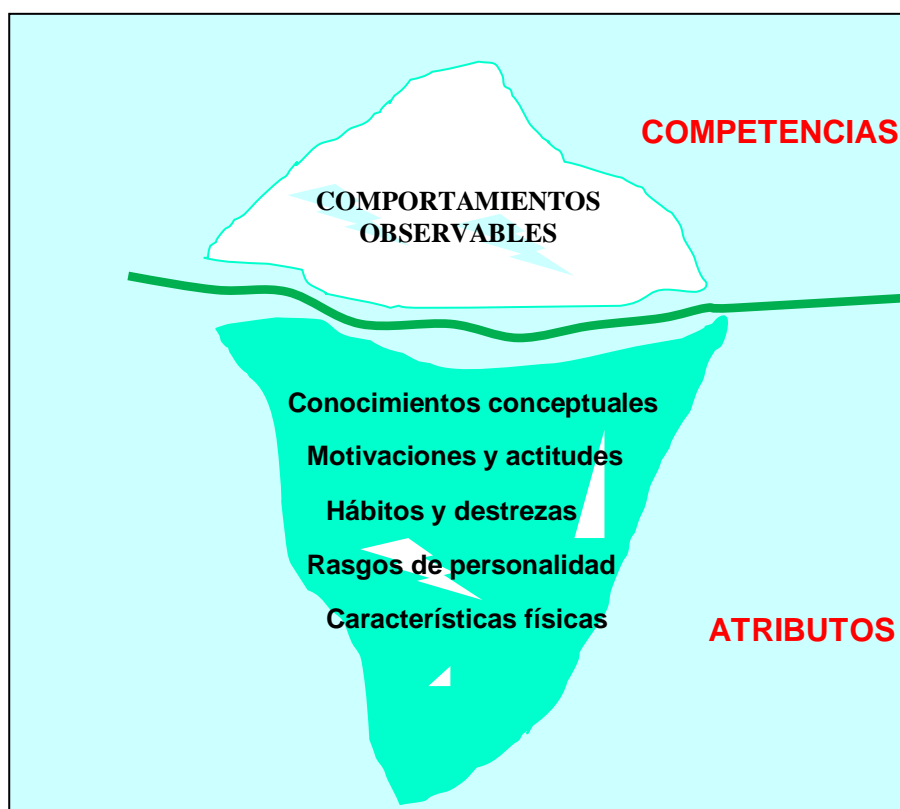 COMPETENCIAS
COMPORTAMIENTOS
OBSERVABLES
Conocimientos conceptuales
Motivaciones y actitudes
Hábitos y destrezas
Rasgos de personalidad
Características físicas
ATRIBUTOS